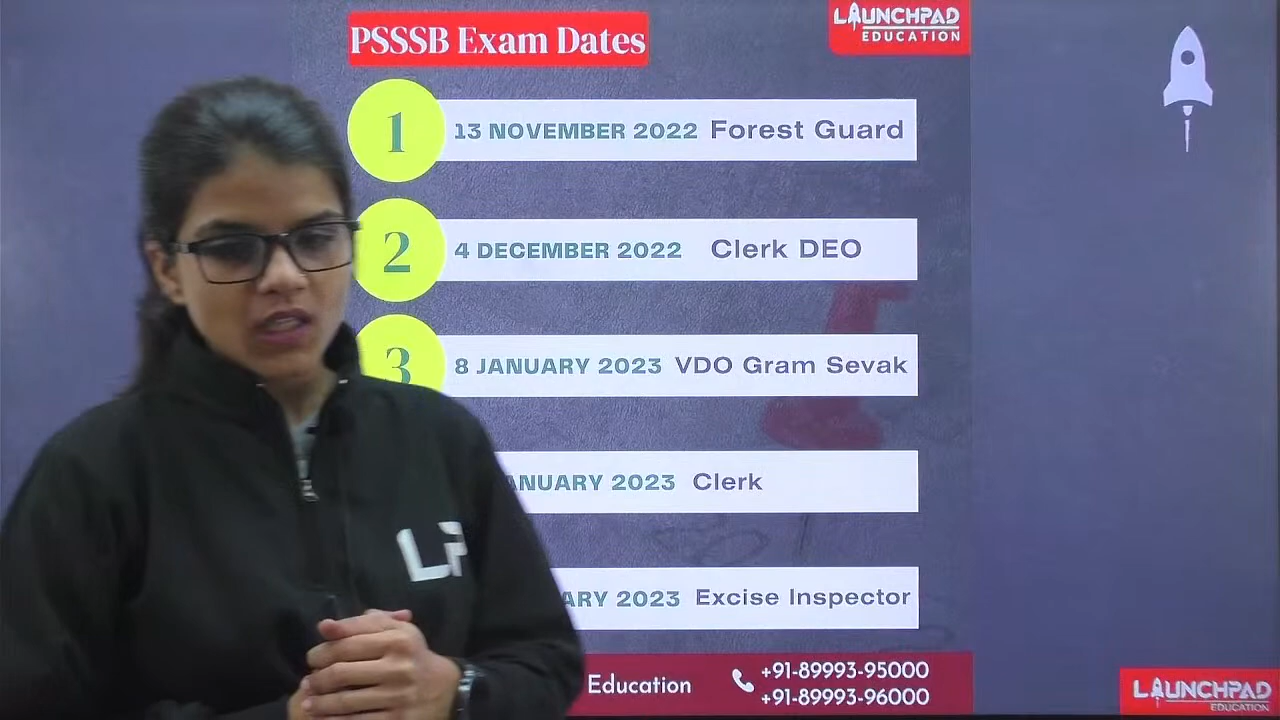 PSSSB Exam Dates
LAUNCHPAD
EDUCATION
1
13 NOVEMBER 2022 Forest Guard
2
4 DECEMBER 2022 Clerk DEO
3
8 JANUARY 2023 VDO Gram Sevak
ANUARY 2023 Clerk
ARY 2023 Excise Inspector
LP
Education
+91-89993-95000
+91-89993-96000
LAUNCHPAD
EDUCATION